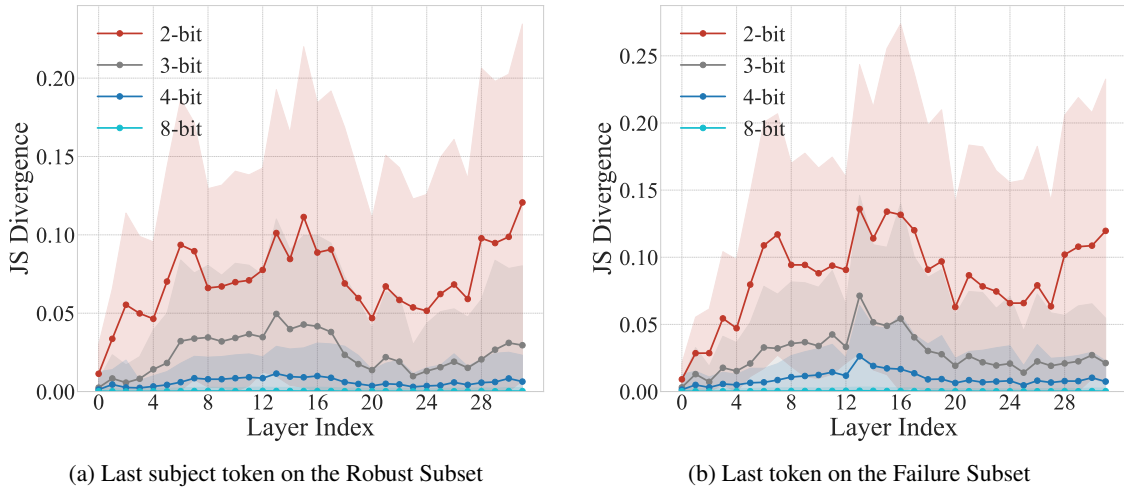 2-bit
3-bit
4-bit
8-bit
0.20
0.15
0.10
0.05
0.00
JS Divergence
0 4 8 12 16 20 24 28
Layer Index
(a) Last subject token on the Robust Subset
2-bit
3-bit
4-bit
8-bit
0.25
0.20
0.15
0.10
0.05
0.00
JS Divergence
0 4 8 12 16 20 24 28
Layer Index
(b) Last token on the Failure Subset